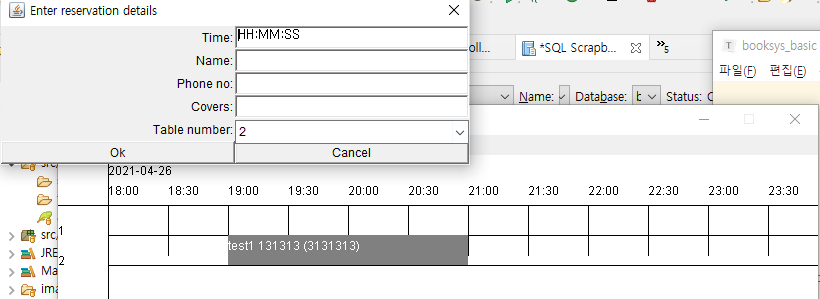 Enter reservation details
Time: HH:MM:SS
Name:
Phone no:
Covers:
Table number: 2
Ok Cancel
*SQL Scrapb...
5
booksys_basic
파일(F) 편집(
Name: Database: b Status:
2021-04-26
18:00 18:30 19:00 19:30 20:00 20:30 21:00 21:30 22:00 22:30 23:00 23:30
1
test1 131313 (3131313)
2
src/
JRE
Ma
ima